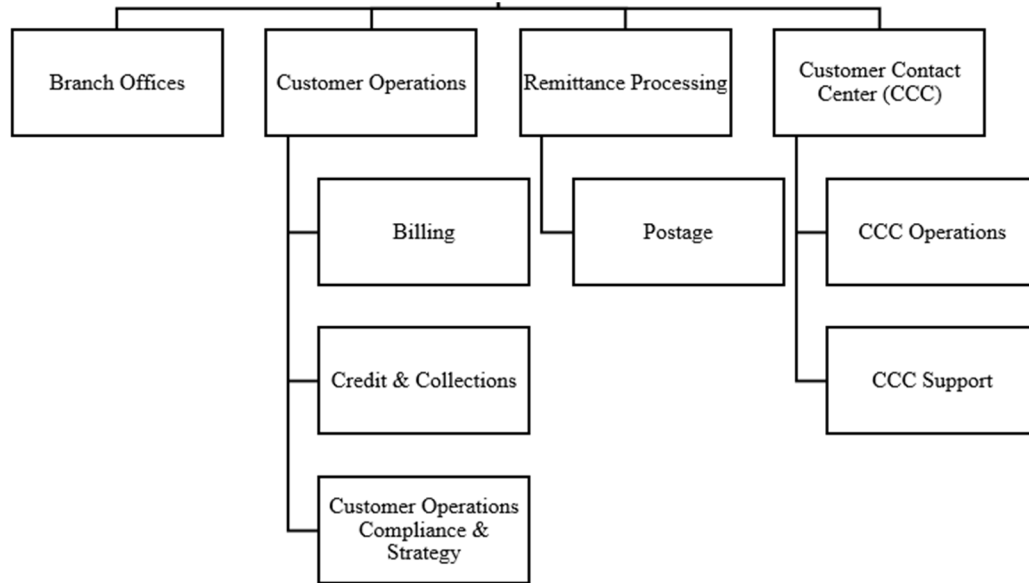 Branch Offices
Customer Operations
Remittance Processing
Customer Contact
Center (CCC)
Billing
Postage
CCC Operations
Credit & Collections
CCC Support
Customer Operations
Compliance &
Strategy